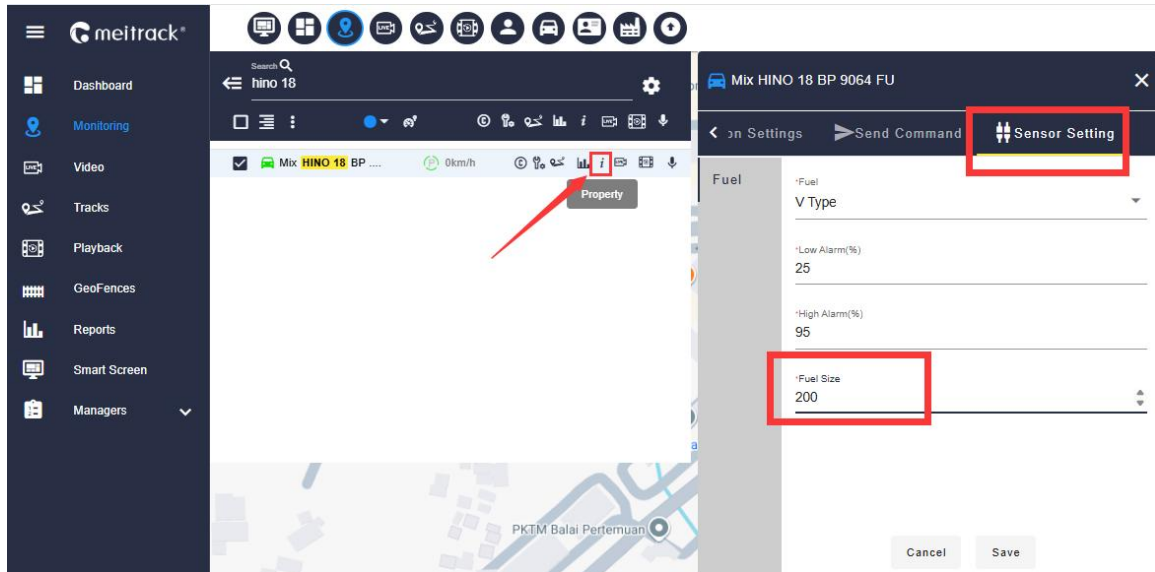 meitrack®
Dashboard
Monitoring
Video
Tracks
Playback
GeoFences
Reports
Smart Screen
Managers
Search
hino 18
Mix HINO 18 BP .... P 0km/h
Property
PKTM Balai Pertemuan
Mix HINO 18 BP 9064 FU
on Settings Send Command Sensor Setting
Fuel
*Fuel
V Type
*Low Alarm(%)
25
*High Alarm(%)
95
*Fuel Size
200
Cancel Save